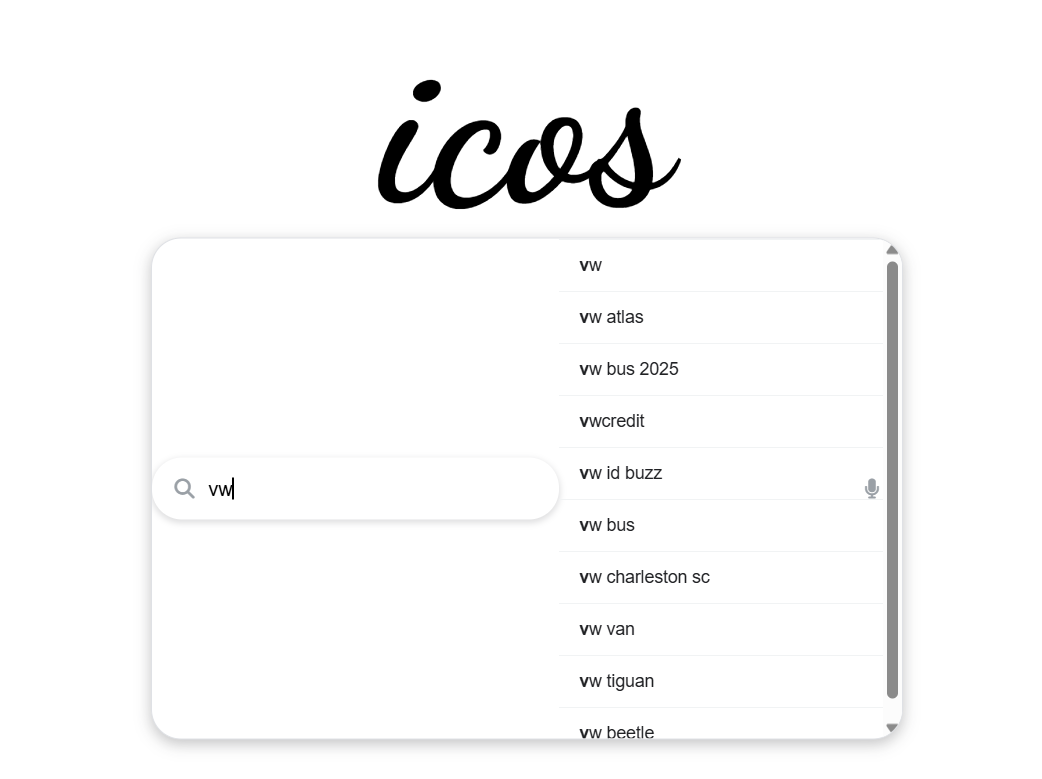 icos
vw
vw
vw atlas
vw bus 2025
vwcredit
vw id buzz
vw bus
vw charleston sc
vw van
vw tiguan
vw beetle